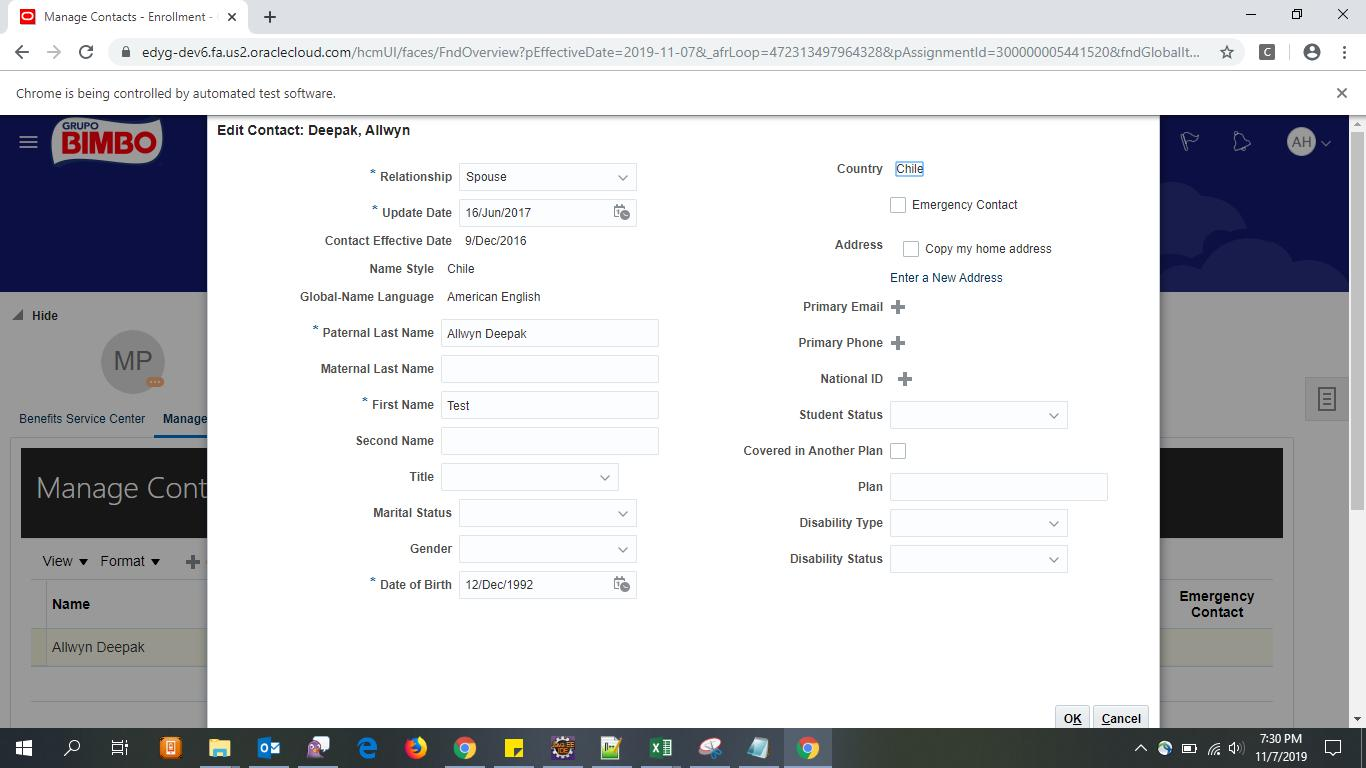 Manage Contacts - Enrollment -
edyg-dev6.fa.us2.oraclecloud.com/hcmUI/faces/FndOverview?pEffectiveDate=2019-11-07&_afrLoop=472313497964328&pAssignmentId=300000005441520&fndGlobalIt...
C
Chrome is being controlled by automated test software.
GRUPO
BIMBO
AH
Edit Contact: Deepak, Allwyn
* Relationship Spouse
* Update Date 16/Jun/2017
Contact Effective Date 9/Dec/2016
Name Style Chile
Global-Name Language American English
* Paternal Last Name Allwyn Deepak
Maternal Last Name
* First Name Test
Second Name
Title
Marital Status
Gender
* Date of Birth 12/Dec/1992
Country Chile
Emergency Contact
Address Copy my home address
Enter a New Address
Primary Email
Primary Phone
National ID
Student Status
Covered in Another Plan
Plan
Disability Type
Disability Status
OK Cancel
Hide
MP
Benefits Service Center Manage
Manage Cont
View Format
Name
Emergency
Contact
Allwyn Deepak
7:30 PM
11/7/2019